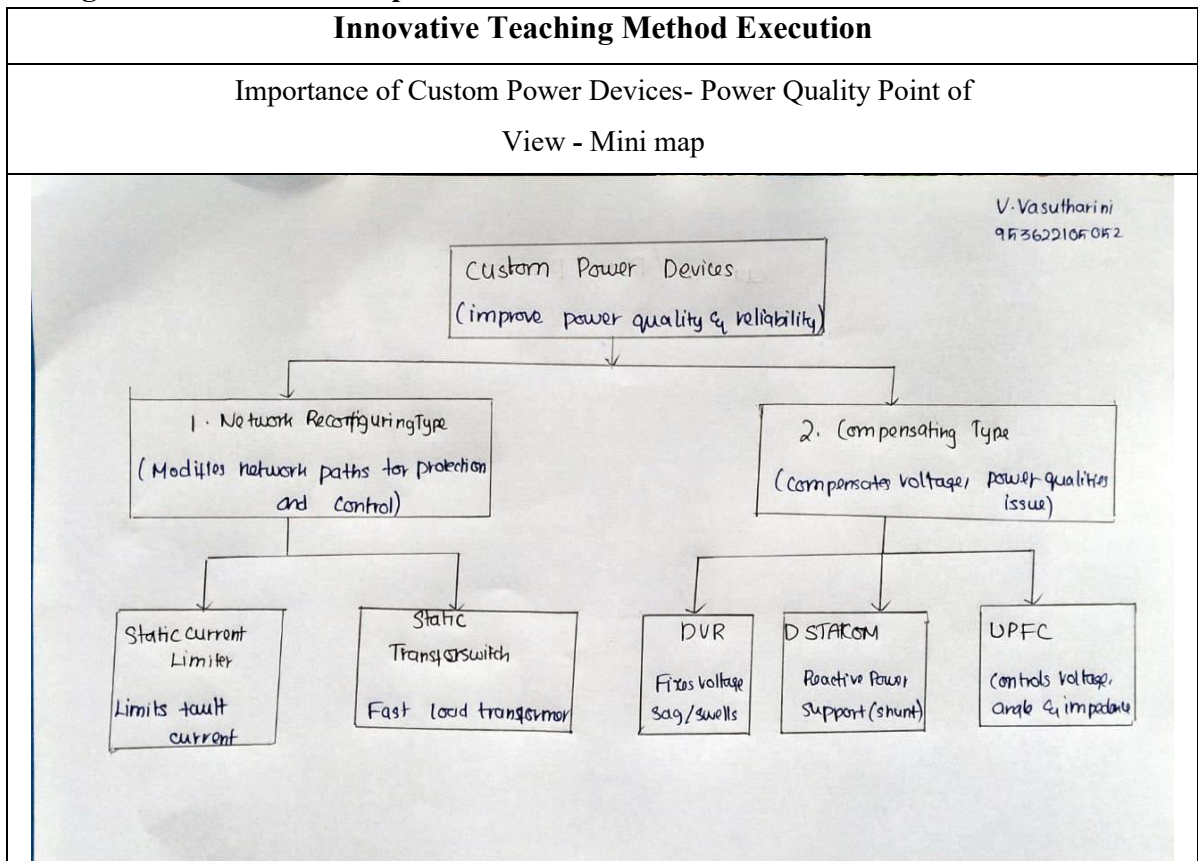 Innovative Teaching Method Execution
Importance of Custom Power Devices- Power Quality Point of
View - Mini map
V. Vasutharini
953622105052
Custom Power Devices
(improve power quality & reliability)
1. Network Reconfiguring Type
(Modifies network paths for protection
and control)
2. Compensating Type
(compensates voltage, power qualities
issue)
Static current
Limiter
Limits fault
current
Static
Transferswitch
Fast load transformer
DVR
Fixes voltage
sag/swells
D STATCOM
Reactive Power
support (shunt)
UPFC
controls voltage,
angle & impedance